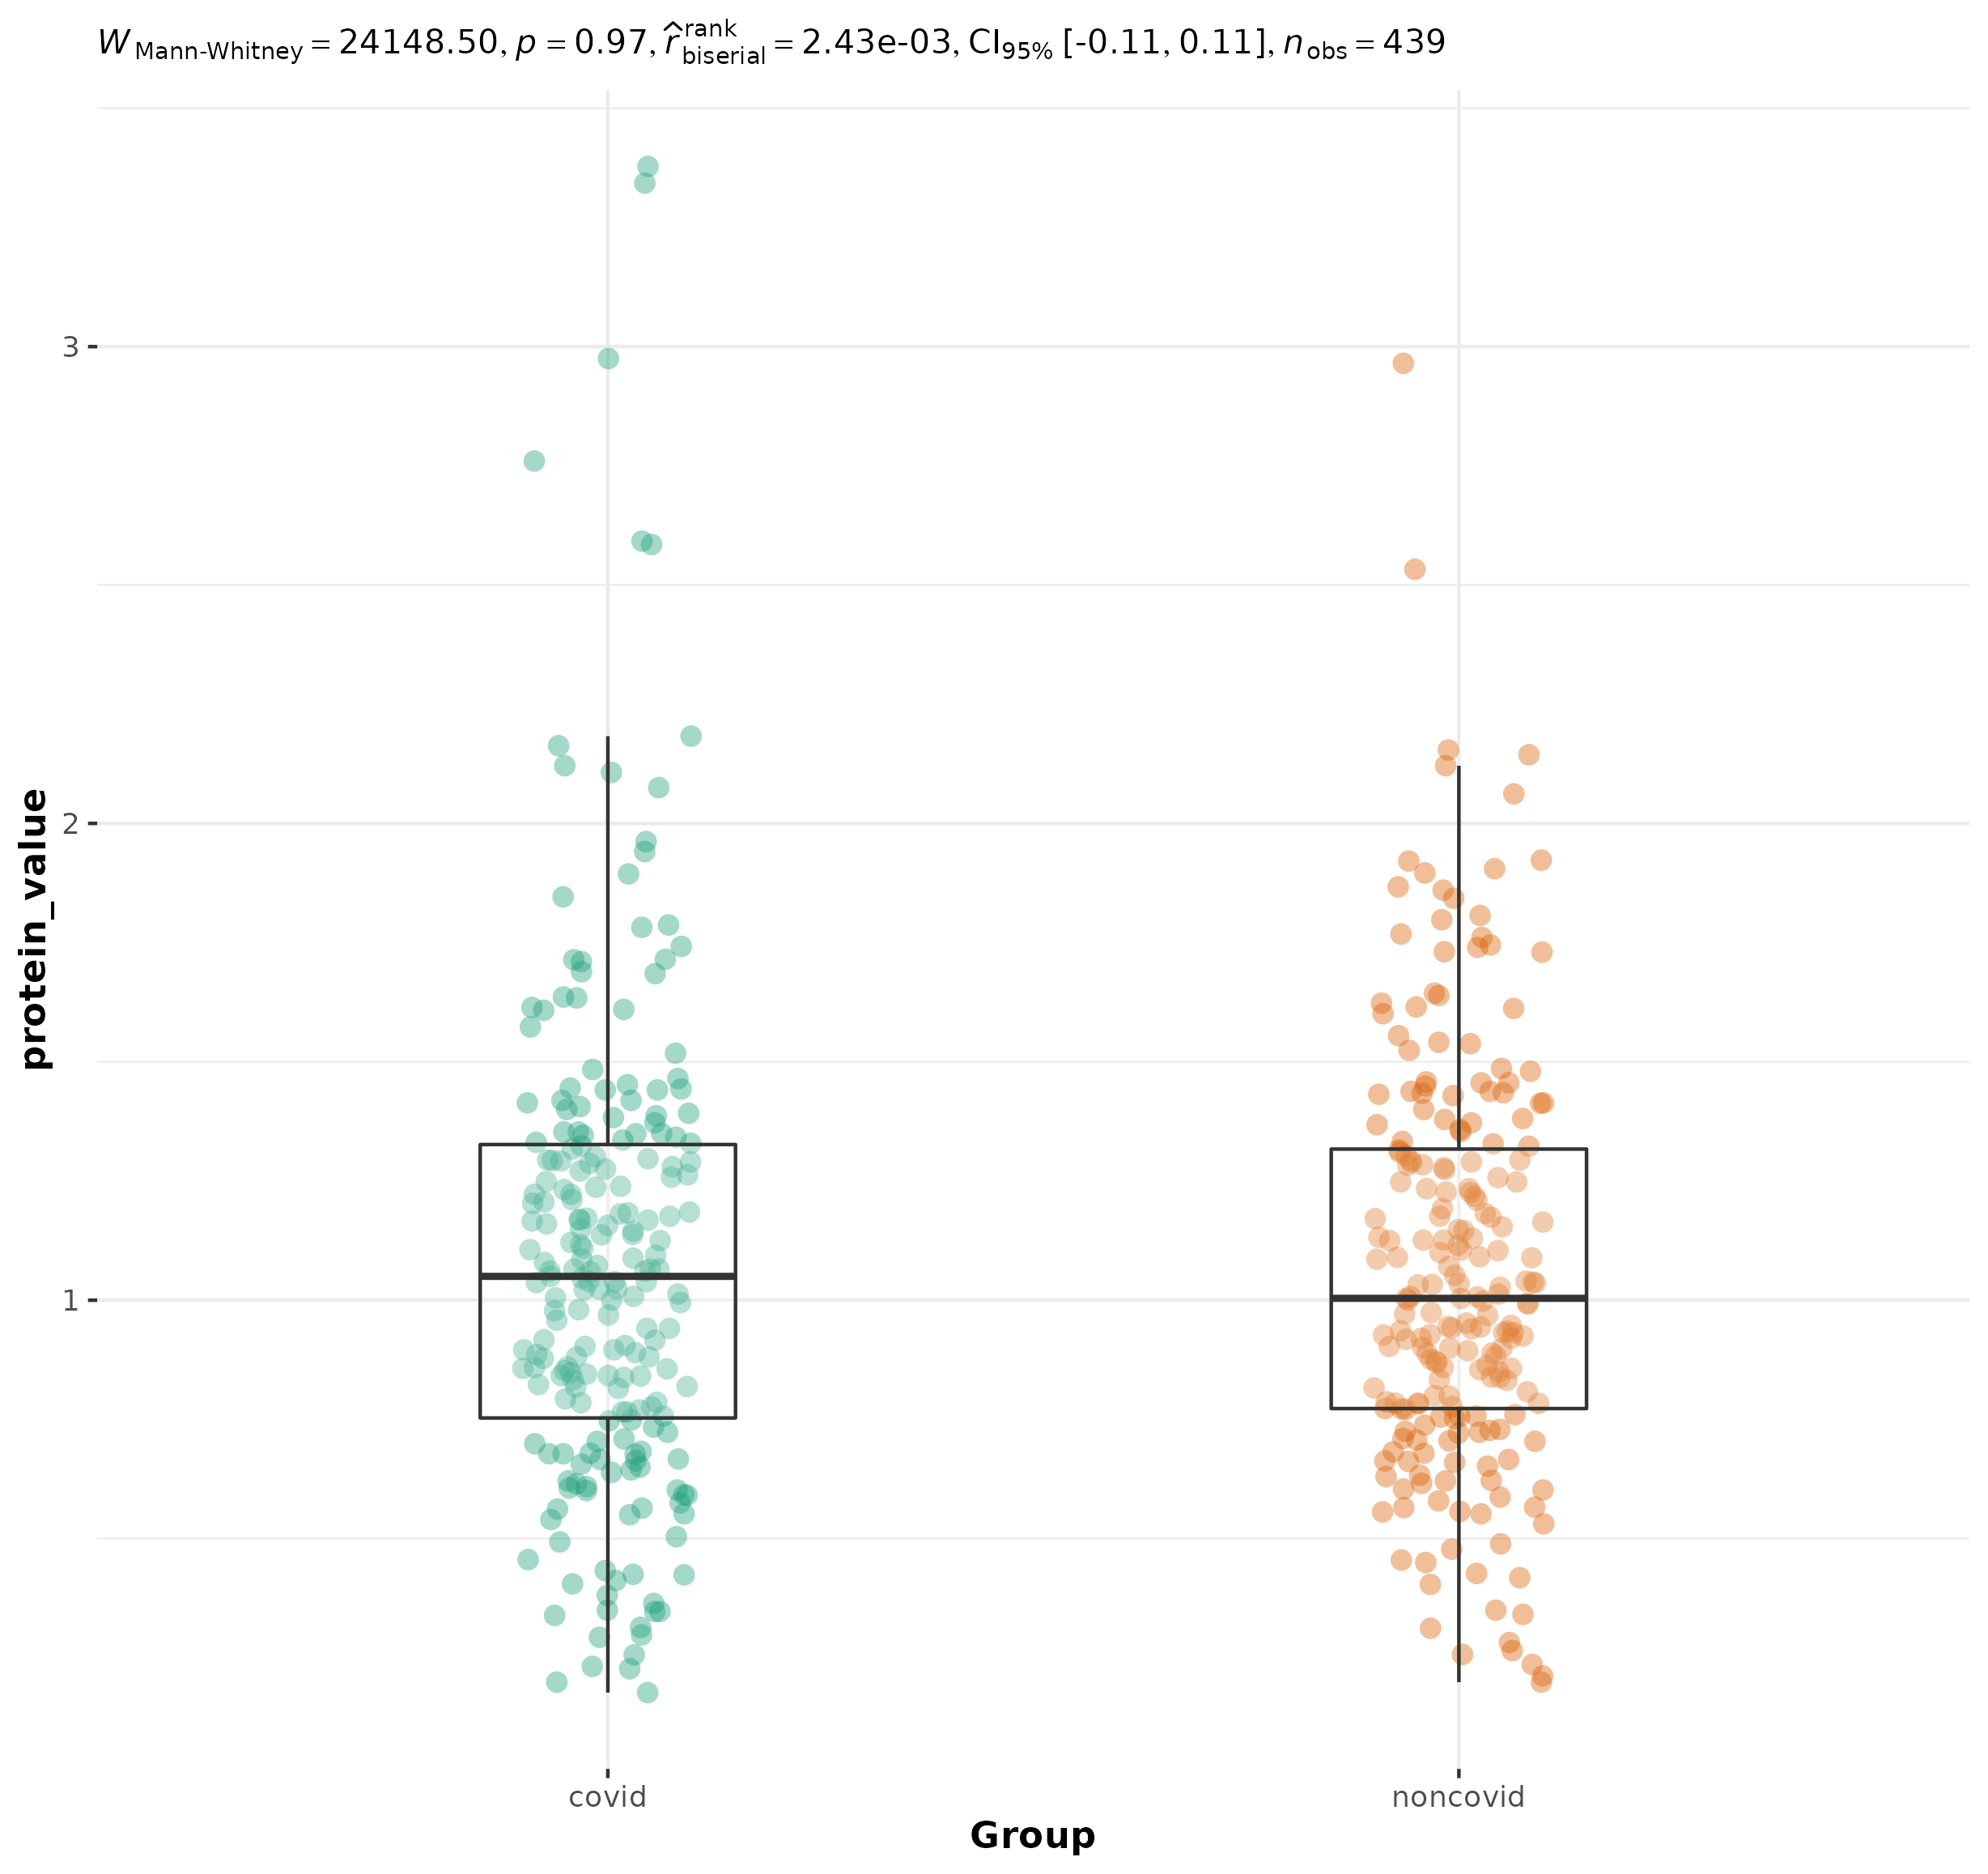 W Mann-Whitney = 24148.50, p = 0.97, r̂ rank biserial = 2.43e-03, CI95% [-0.11, 0.11], nobs = 439
protein_value
3
2
1
covid noncovid
Group